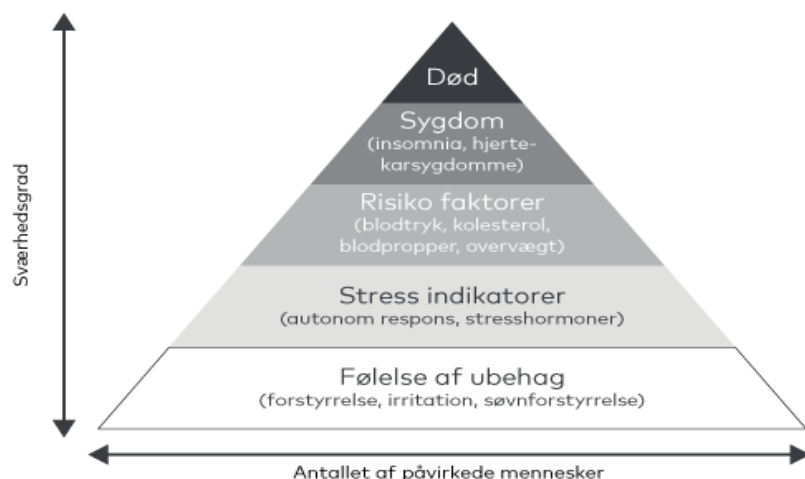 Død
Sygdom
(insomnia, hjerte-
karsygdomme)
Risiko faktorer
(blodtryk, kolesterol,
blodpropper, overvægt)
Stress indikatorer
(autonom respons, stresshormoner)
Følelse af ubehag
(forstyrrelse, irritation, søvnforstyrrelse)
Sværhedsgrad
Antallet af påvirkede mennesker